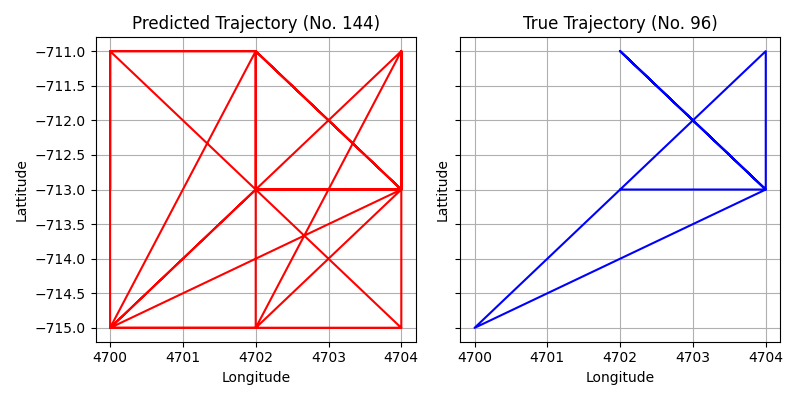 Predicted Trajectory (No. 144)
True Trajectory (No. 96)
Lattitude
−711.0
−711.5
−712.0
−712.5
−713.0
−713.5
−714.0
−714.5
−715.0
4700 4701 4702 4703 4704
Longitude
Lattitude
4700 4701 4702 4703 4704
Longitude